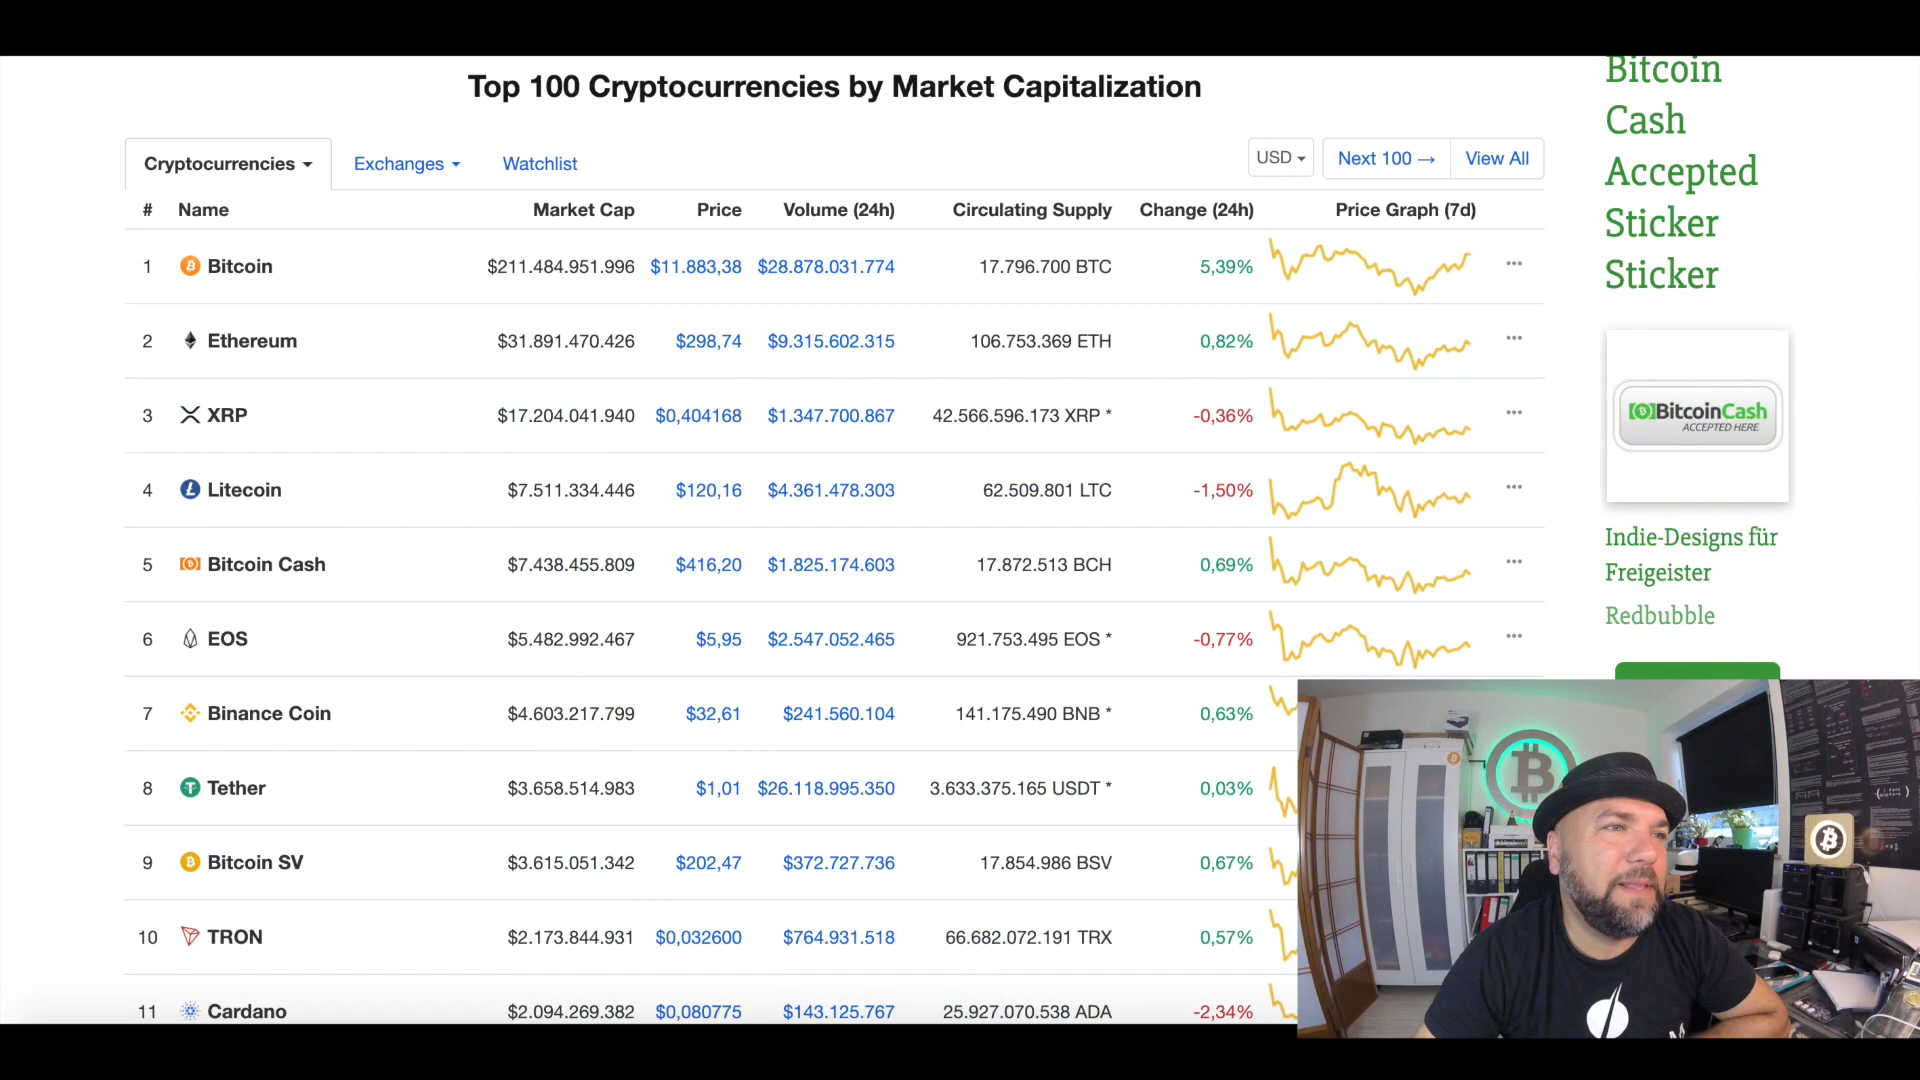 Top 100 Cryptocurrencies by Market Capitalization
Cryptocurrencies
Exchanges
Watchlist
USD
Next 100 →
View All
# Name Market Cap Price Volume (24h) Circulating Supply Change (24h) Price Graph (7d)
1 Bitcoin $211.484.951.996 $11.883,38 $28.878.031.774 17.796.700 BTC 5,39%
2 Ethereum $31.891.470.426 $298,74 $9.315.602.315 106.753.369 ETH 0,82%
3 XRP $17.204.041.940 $0,404168 $1.347.700.867 42.566.596.173 XRP * -0,36%
4 Litecoin $7.511.334.446 $120,16 $4.361.478.303 62.509.801 LTC -1,50%
5 Bitcoin Cash $7.438.455.809 $416,20 $1.825.174.603 17.872.513 BCH 0,69%
6 EOS $5.482.992.467 $5,95 $2.547.052.465 921.753.495 EOS * -0,77%
7 Binance Coin $4.603.217.799 $32,61 $241.560.104 141.175.490 BNB * 0,63%
8 Tether $3.658.514.983 $1,01 $26.118.995.350 3.633.375.165 USDT * 0,03%
9 Bitcoin SV $3.615.051.342 $202,47 $372.727.736 17.854.986 BSV 0,67%
10 TRON $2.173.844.931 $0,032600 $764.931.518 66.682.072.191 TRX 0,57%
11 Cardano $2.094.269.382 $0,080775 $143.125.767 25.927.070.538 ADA -2,34%
Bitcoin
Cash
Accepted
Sticker
Sticker
BitcoinCash
ACCEPTED HERE
Indie-Designs für
Freigeister
Redbubble